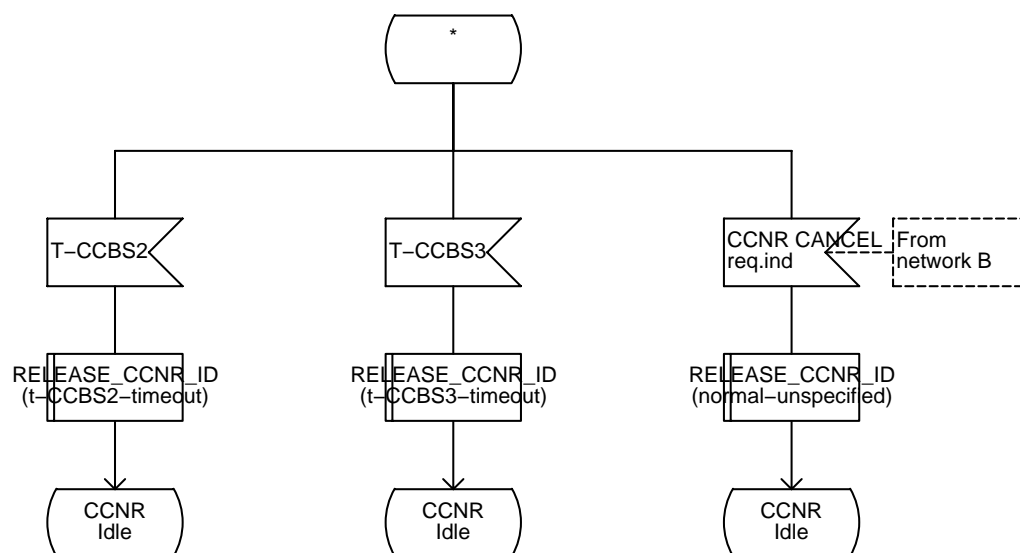 *
T−CCBS2
T−CCBS3
CCNR CANCEL
req.ind
From
network B
RELEASE_CCNR_ID
(t−CCBS2−timeout)
RELEASE_CCNR_ID
(t−CCBS3−timeout)
RELEASE_CCNR_ID
(normal−unspecified)
CCNR
Idle
CCNR
Idle
CCNR
Idle